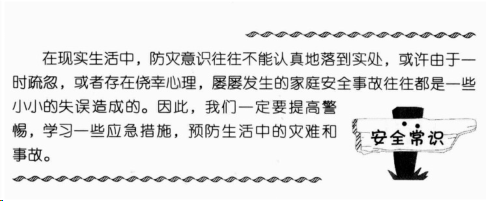 在现实生活中，防灾意识往往不能认真地落到实处，或许由于一
时疏忽，或者存在侥幸心理，屡屡发生的家庭安全事故往往都是一些
小小的失误造成的。因此，我们一定要提高警
惕，学习一些应急措施，预防生活中的灾难和
事故。
安全常识